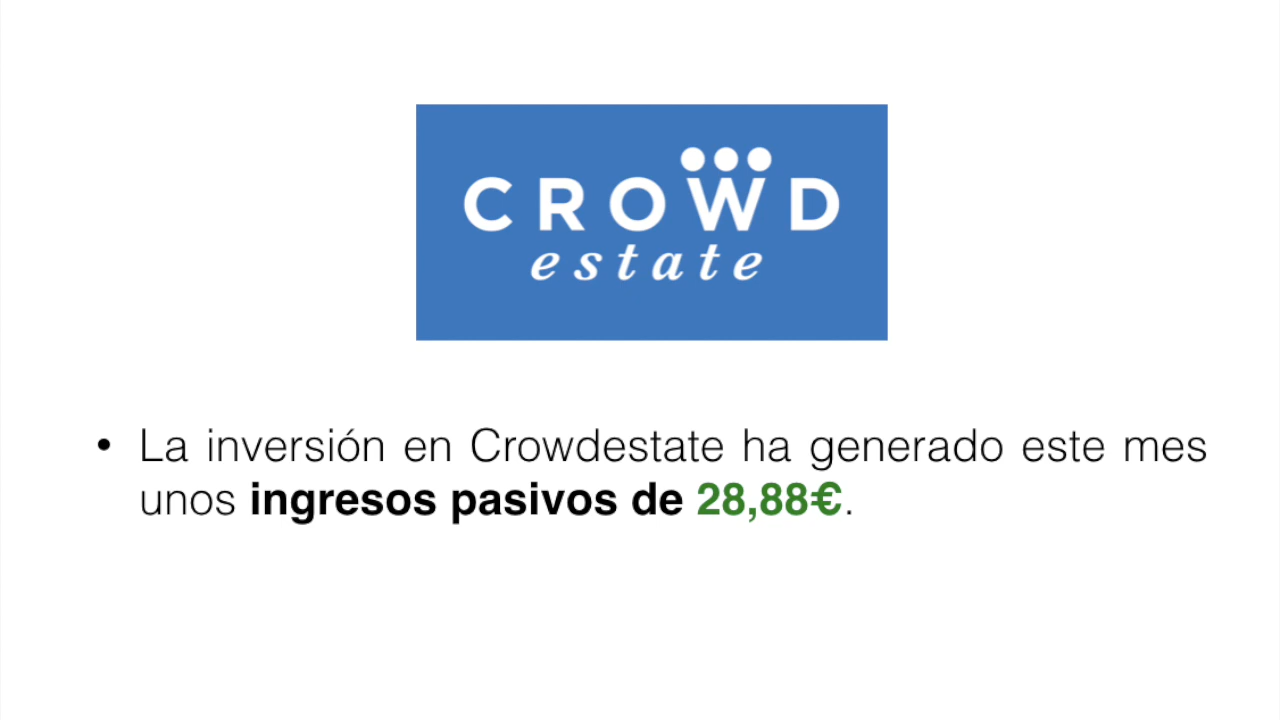 CROWD
estate
• La inversión en Crowdestate ha generado este mes
unos ingresos pasivos de 28,88€.